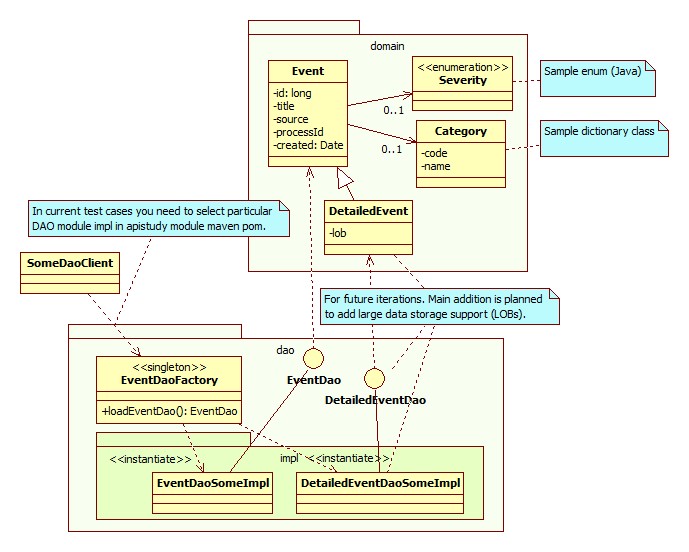 domain
Event
-id: long
-title
-source
-processId
-created: Date
<<enumeration>>
Severity
0..1
Sample enum (Java)
Category
-code
-name
0..1
Sample dictionary class
DetailedEvent
-lob
In current test cases you need to select particular
DAO module impl in apistudy module maven pom.
SomeDaoClient
For future iterations. Main addition is planned
to add large data storage support (LOBs).
dao
<<singleton>>
EventDaoFactory
+loadEventDao(): EventDao
EventDao
DetailedEventDao
impl
<<instantiate>>
<<instantiate>>
EventDaoSomeImpl
DetailedEventDaoSomeImpl